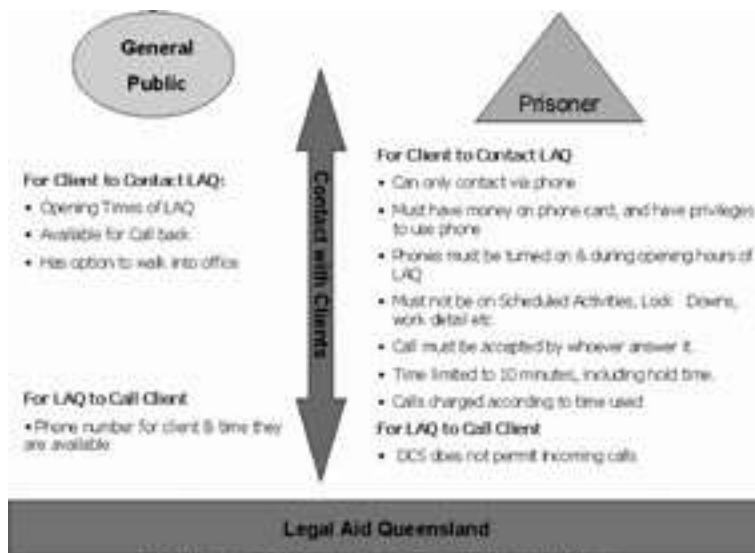 General
Public
For Client to Contact LAQ:
• Opening Times of LAQ
• Available for Call back
• Has option to walk into office
For LAQ to Call Client
• Phone number for client & time they
are available
Contact with Clients
Prisoner
For Client to Contact LAQ
• Can only contact via phone
• Must have money on phone card, and have privileges
to use phone
• Phones must be turned on & during opening hours of
LAQ
• Must not be on Scheduled Activities, Lock Downs,
work detail etc.
• Call must be accepted by whoever answer it.
• Time limited to 10 minutes, including hold time.
• Calls charged according to time used
For LAQ to Call Client
• DCS does not permit incoming calls
Legal Aid Queensland